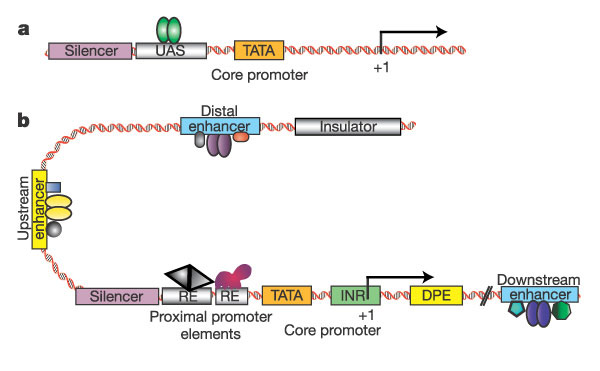 a
Silencer UAS TATA
Core promoter +1
b
Distal
enhancer Insulator
Upstream
enhancer
Silencer RE RE TATA INR DPE
Proximal promoter
elements
Core promoter
+1
Downstream
enhancer